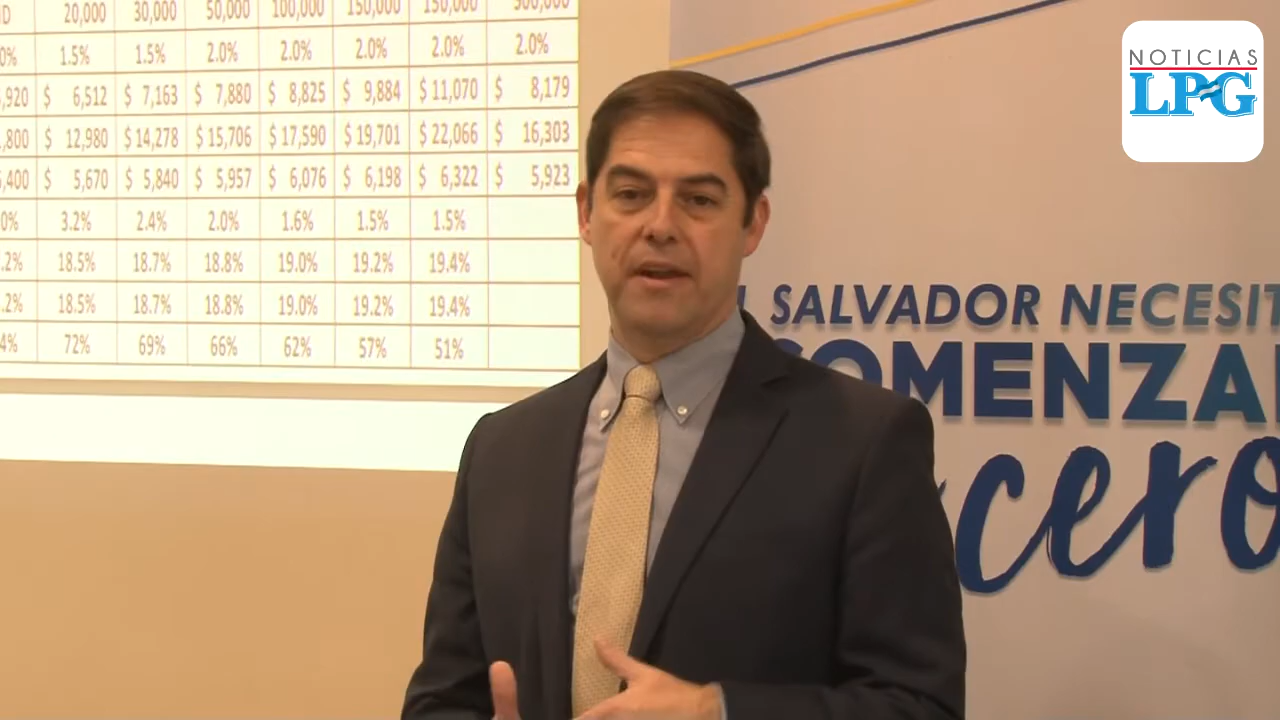 20,000 30,000 50,000 100,000 150,000 150,000
1.5% 1.5% 2.0% 2.0% 2.0% 2.0% 2.0%
$ 6,512 $ 7,163 $ 7,880 $ 8,825 $ 9,884 $ 11,070 $ 8,179
$ 12,980 $ 14,278 $ 15,706 $ 17,590 $ 19,701 $ 22,066 $ 16,303
$ 5,670 $ 5,840 $ 5,957 $ 6,076 $ 6,198 $ 6,322 $ 5,923
3.2% 2.4% 2.0% 1.6% 1.5% 1.5%
18.5% 18.7% 18.8% 19.0% 19.2% 19.4%
18.5% 18.7% 18.8% 19.0% 19.2% 19.4%
72% 69% 66% 62% 57% 51%
NOTICIAS
LPG
SALVADOR NECESIT
COMENZAR
cero